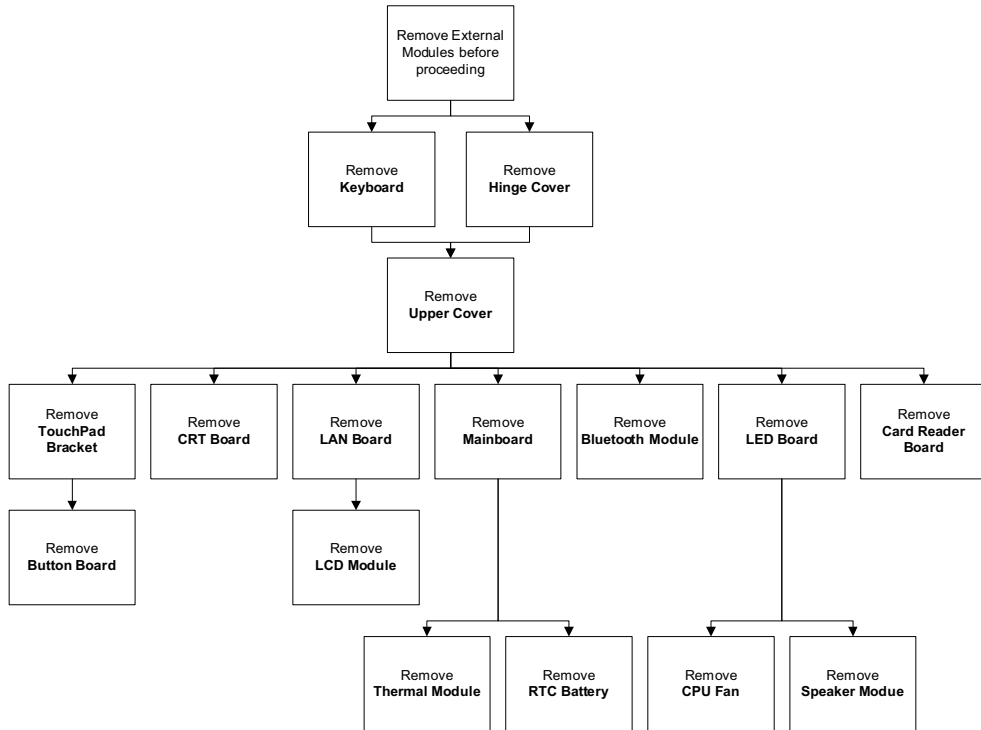 Remove External
Modules before
proceeding
Remove
Keyboard
Remove
Hinge Cover
Remove
Upper Cover
Remove
TouchPad
Bracket
Remove
CRT Board
Remove
LAN Board
Remove
Mainboard
Remove
Bluetooth Module
Remove
LED Board
Remove
Card Reader
Board
Remove
Button Board
Remove
LCD Module
Remove
Thermal Module
Remove
RTC Battery
Remove
CPU Fan
Remove
Speaker Modue